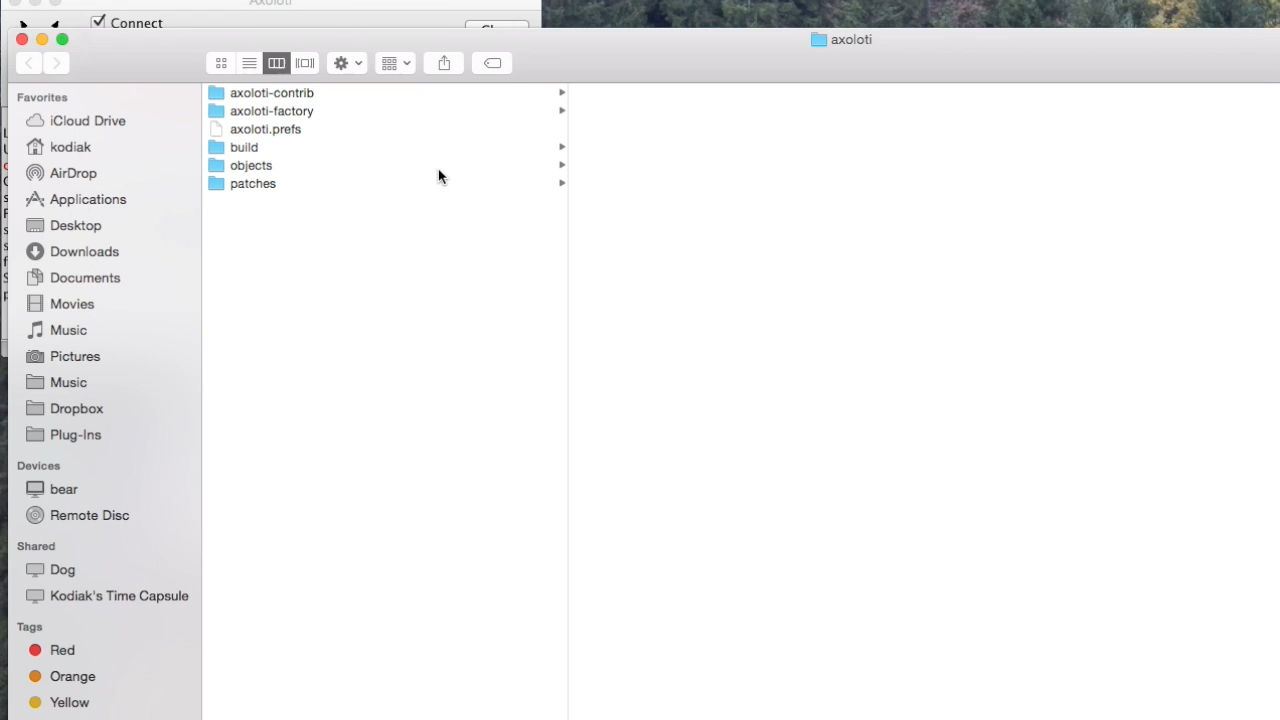 Axoloti
Connect
axoloti
Favorites
iCloud Drive
kodiak
AirDrop
Applications
Desktop
Downloads
Documents
Movies
Music
Pictures
Music
Dropbox
Plug-Ins
Devices
bear
Remote Disc
Shared
Dog
Kodiak's Time Capsule
Tags
Red
Orange
Yellow
axoloti-contrib
axoloti-factory
axoloti.prefs
build
objects
patches